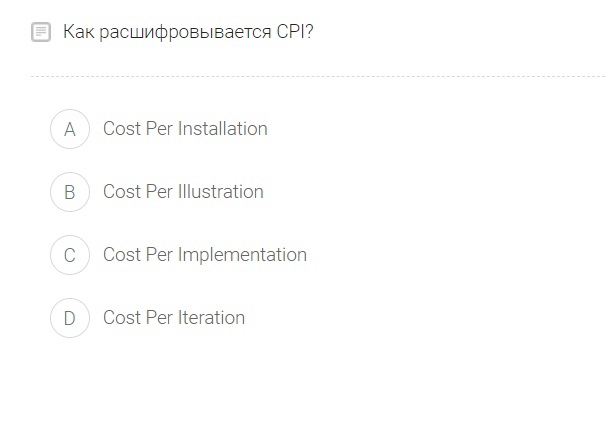 Как расшифровывается CPI?
A Cost Per Installation
B Cost Per Illustration
C Cost Per Implementation
D Cost Per Iteration